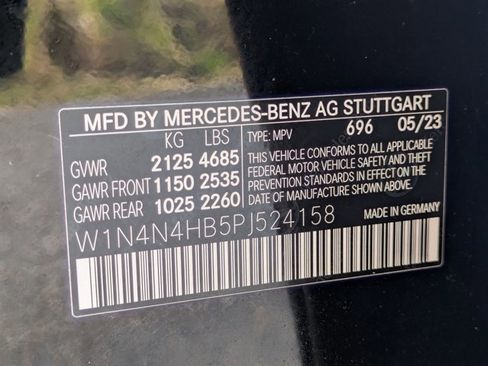 MFD BY MERCEDES-BENZ AG STUTTGART
KG LBS TYPE: MPV 696 05/23
GWWR 2125 4685
GAWR FRONT 1150 2535
GAWR REAR 1025 2260
THIS VEHICLE CONFORMS TO ALL APPLICABLE
FEDERAL MOTOR VEHICLE SAFETY AND
THEFT PREVENTION STANDARDS IN
EFFECT ON THE DATE OF
MANUFACTURE SHOWN ABOVE.
W1N4N4HB5PJ524158
MADE IN GERMANY